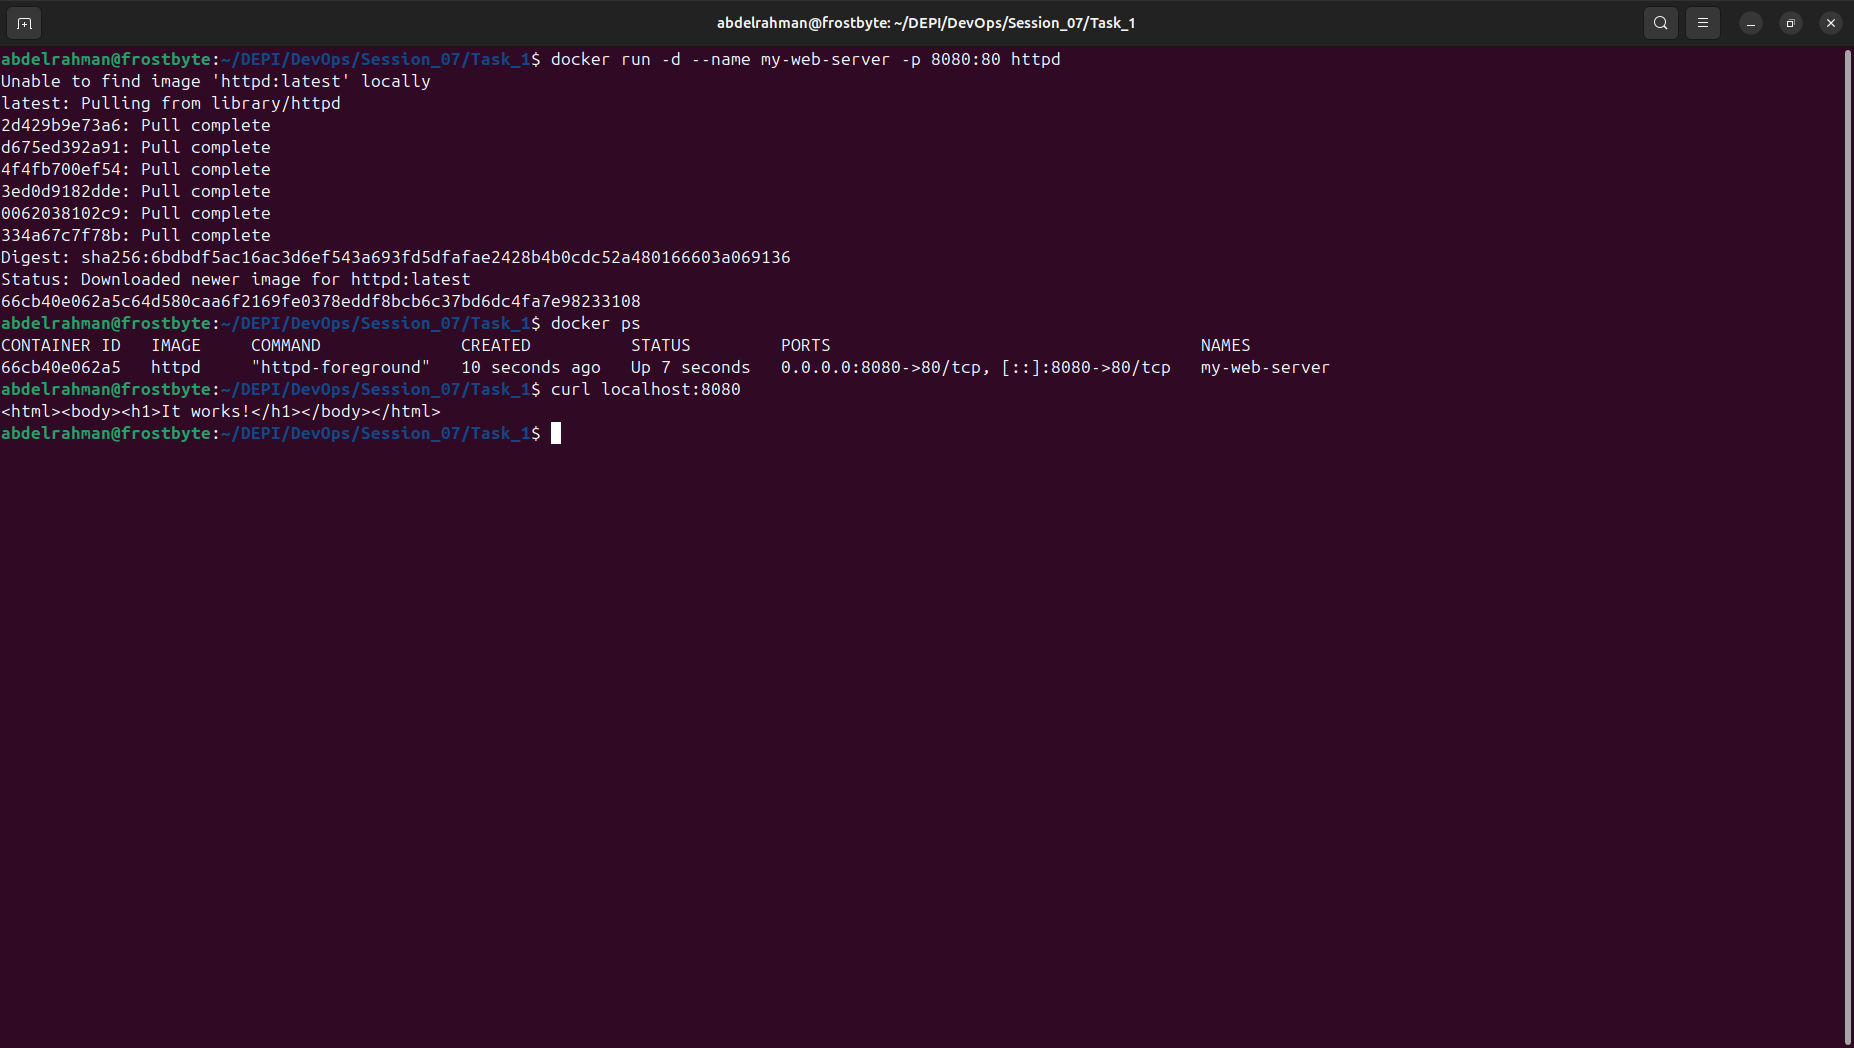 abdelrahman@frostbyte: ~/DEPI/DevOps/Session_07/Task_1
abdelrahman@frostbyte:~/DEPI/DevOps/Session_07/Task_1$ docker run -d --name my-web-server -p 8080:80 httpd
Unable to find image 'httpd:latest' locally
latest: Pulling from library/httpd
2d429b9e73a6: Pull complete
d675ed392a91: Pull complete
4f4fb700ef54: Pull complete
3ed0d9182dde: Pull complete
0062038102c9: Pull complete
334a67c7f78b: Pull complete
Digest: sha256:6bdbdf5ac16ac3d6ef543a693fd5dfafae2428b4b0cdc52a480166603a069136
Status: Downloaded newer image for httpd:latest
66cb40e062a5c64d580caa6f2169fe0378eddf8bcb6c37bd6dc4fa7e98233108
abdelrahman@frostbyte:~/DEPI/DevOps/Session_07/Task_1$ docker ps
CONTAINER ID   IMAGE     COMMAND              CREATED          STATUS         PORTS                                     NAMES
66cb40e062a5   httpd     "httpd-foreground"   10 seconds ago   Up 7 seconds   0.0.0.0:8080->80/tcp, [::]:8080->80/tcp   my-web-server
abdelrahman@frostbyte:~/DEPI/DevOps/Session_07/Task_1$ curl localhost:8080
<html><body><h1>It works!</h1></body></html>
abdelrahman@frostbyte:~/DEPI/DevOps/Session_07/Task_1$